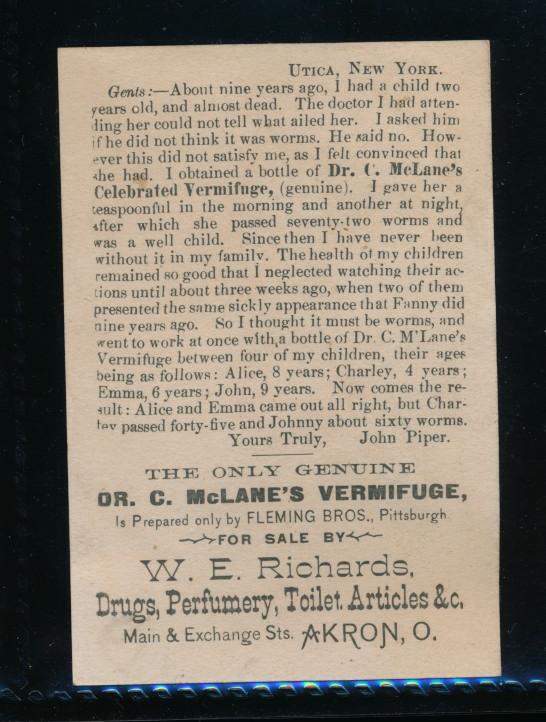 UTICA, NEW YORK.
Gents:—About nine years ago, I had a child two
years old, and almost dead. The doctor I had atten-
ding her could not tell what ailed her. I asked him
if he did not think it was worms. He said no. How-
ever this did not satisfy me, as I felt convinced that
she had. I obtained a bottle of Dr. C. McLane's
Celebrated Vermifuge, (genuine). I gave her a
teaspoonful in the morning and another at night,
after which she passed seventy-two worms and
was a well child. Since then I have never been
without it in my family. The health of my children
remained so good that I neglected watching their ac-
tions until about three weeks ago, when two of them
presented the same sickly appearance that Fanny did
nine years ago. So I thought it must be worms, and
went to work at once with a bottle of Dr. C. M'Lane's
Vermifuge between four of my children, their ages
being as follows: Alice, 8 years; Charley, 4 years;
Emma, 6 years; John, 9 years. Now comes the re-
sult: Alice and Emma came out all right, but Char-
ley passed forty-five and Johnny about sixty worms.
Yours Truly, John Piper.
THE ONLY GENUINE
DR. C. McLANE'S VERMIFUGE,
Is Prepared only by FLEMING BROS., Pittsburgh
FOR SALE BY
W. E. Richards,
Drugs, Perfumery, Toilet. Articles &c,
Main & Exchange Sts. AKRON, O.